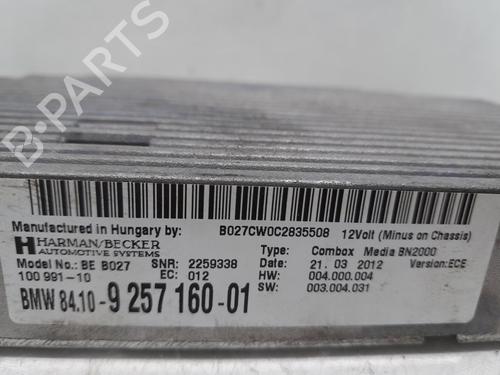 B-PARTS
Manufactured in Hungary by: B027CW0C2835508 12Volt (Minus on Chassis)
HARMAN/BECKER Type: Combox Media BN2000
AUTOMOTIVE SYSTEMS
Model No.: BE B027 SNR: 2259338 Date: 21. 03 2012 Version: ECE
100 991-10 EC: 012 HW: 004.000.004
SW: 003.004.031
BMW 84.10- 9 257 160-01